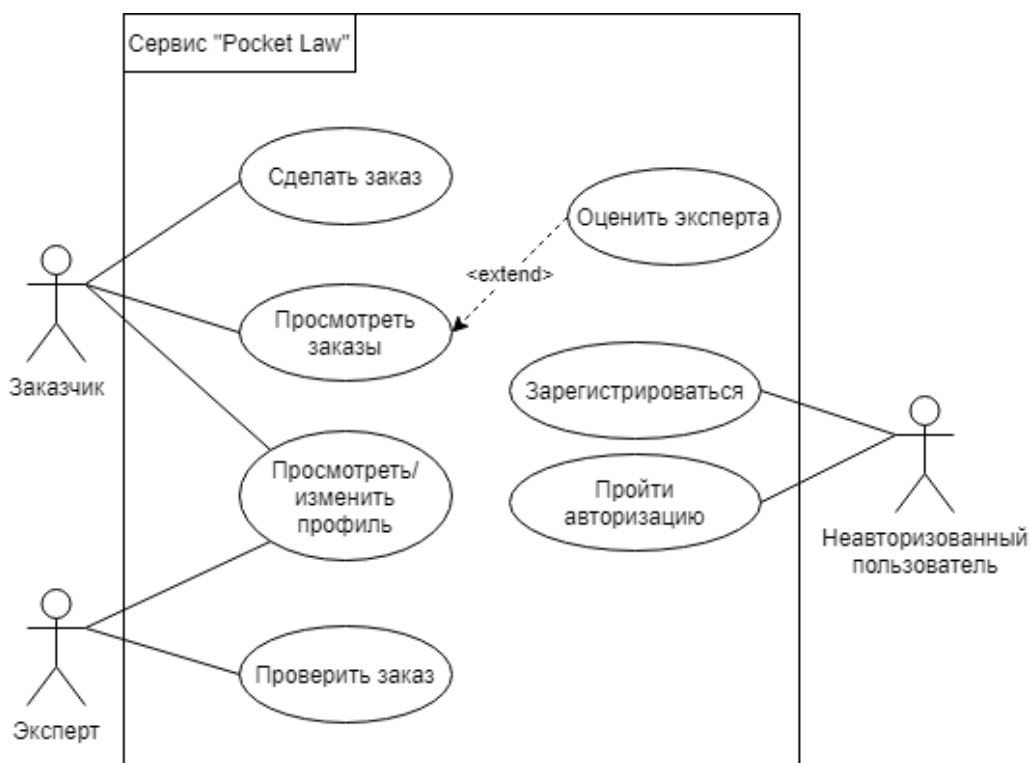 Сервис "Pocket Law"
Сделать заказ
Оценить эксперта
<extend>
Просмотреть
заказы
Заказчик
Зарегистрироваться
Просмотреть/
изменить
профиль
Пройти
авторизацию
Неавторизованный
пользователь
Проверить заказ
Эксперт